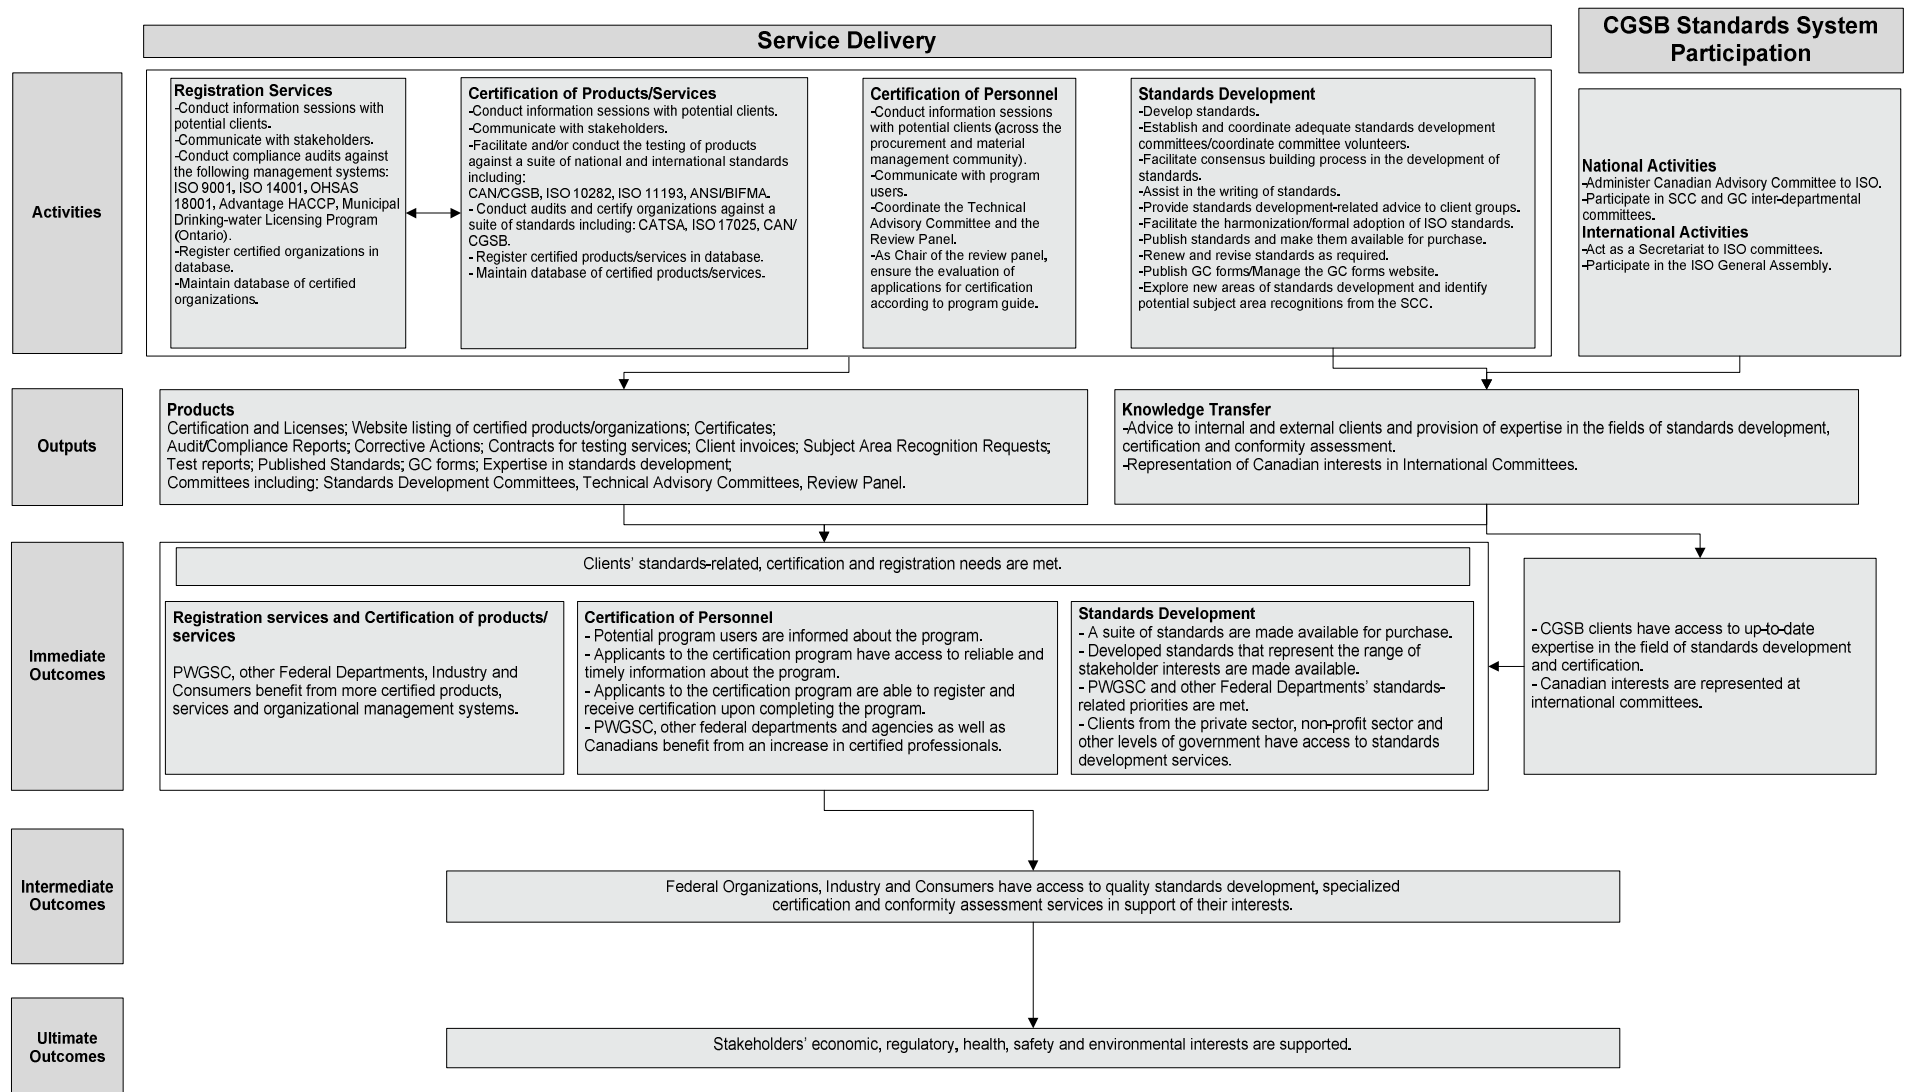 Service Delivery
CGSB Standards System
Participation
Activities
Registration Services
-Conduct information sessions with
potential clients.
-Communicate with stakeholders.
-Conduct compliance audits against
the following management systems:
ISO 9001, ISO 14001, OHSAS
18001, Advantage HACCP, Municipal
Drinking-water Licensing Program
(Ontario).
-Register certified organizations in
database.
-Maintain database of certified
organizations.
Certification of Products/Services
-Conduct information sessions with potential clients.
-Communicate with stakeholders.
-Facilitate and/or conduct the testing of products
against a suite of national and international standards
including:
CAN/CGSB, ISO 10282, ISO 11193, ANSI/BIFMA.
- Conduct audits and certify organizations against a
suite of standards including: CATSA, ISO 17025, CAN/
CGSB.
- Register certified products/services in database.
- Maintain database of certified products/services.
Certification of Personnel
-Conduct information sessions
with potential clients (across the
procurement and material
management community).
-Communicate with program
users.
-Coordinate the Technical
Advisory Committee and the
Review Panel.
-As Chair of the review panel,
ensure the evaluation of
applications for certification
according to program guide.
Standards Development
-Develop standards.
-Establish and coordinate adequate standards development
committees/coordinate committee volunteers.
-Facilitate consensus building process in the development of
standards.
-Assist in the writing of standards.
-Provide standards development-related advice to client groups.
-Facilitate the harmonization/formal adoption of ISO standards.
-Publish standards and make them available for purchase.
-Renew and revise standards as required.
-Publish GC forms/Manage the GC forms website.
-Explore new areas of standards development and identify
potential subject area recognitions from the SCC.
National Activities
-Administer Canadian Advisory Committee to ISO.
-Participate in SCC and GC inter-departmental
committees.
International Activities
-Act as a Secretariat to ISO committees.
-Participate in the ISO General Assembly.
Outputs
Products
Certification and Licenses; Website listing of certified products/organizations; Certificates;
Audit/Compliance Reports; Corrective Actions; Contracts for testing services; Client invoices; Subject Area Recognition Requests;
Test reports; Published Standards; GC forms; Expertise in standards development;
Committees including: Standards Development Committees, Technical Advisory Committees, Review Panel.
Knowledge Transfer
-Advice to internal and external clients and provision of expertise in the fields of standards development,
certification and conformity assessment.
-Representation of Canadian interests in International Committees.
Immediate
Outcomes
Clients' standards-related, certification and registration needs are met.
Registration services and Certification of products/
services
PWGSC, other Federal Departments, Industry and
Consumers benefit from more certified products,
services and organizational management systems.
Certification of Personnel
- Potential program users are informed about the program.
- Applicants to the certification program have access to reliable and
timely information about the program.
- Applicants to the certification program are able to register and
receive certification upon completing the program.
- PWGSC, other federal departments and agencies as well as
Canadians benefit from an increase in certified professionals.
Standards Development
- A suite of standards are made available for purchase.
- Developed standards that represent the range of
stakeholder interests are made available.
- PWGSC and other Federal Departments' standards-
related priorities are met.
- Clients from the private sector, non-profit sector and
other levels of government have access to standards
development services.
- CGSB clients have access to up-to-date
expertise in the field of standards development
and certification.
- Canadian interests are represented at
international committees.
Intermediate
Outcomes
Federal Organizations, Industry and Consumers have access to quality standards development, specialized
certification and conformity assessment services in support of their interests.
Ultimate
Outcomes
Stakeholders' economic, regulatory, health, safety and environmental interests are supported.